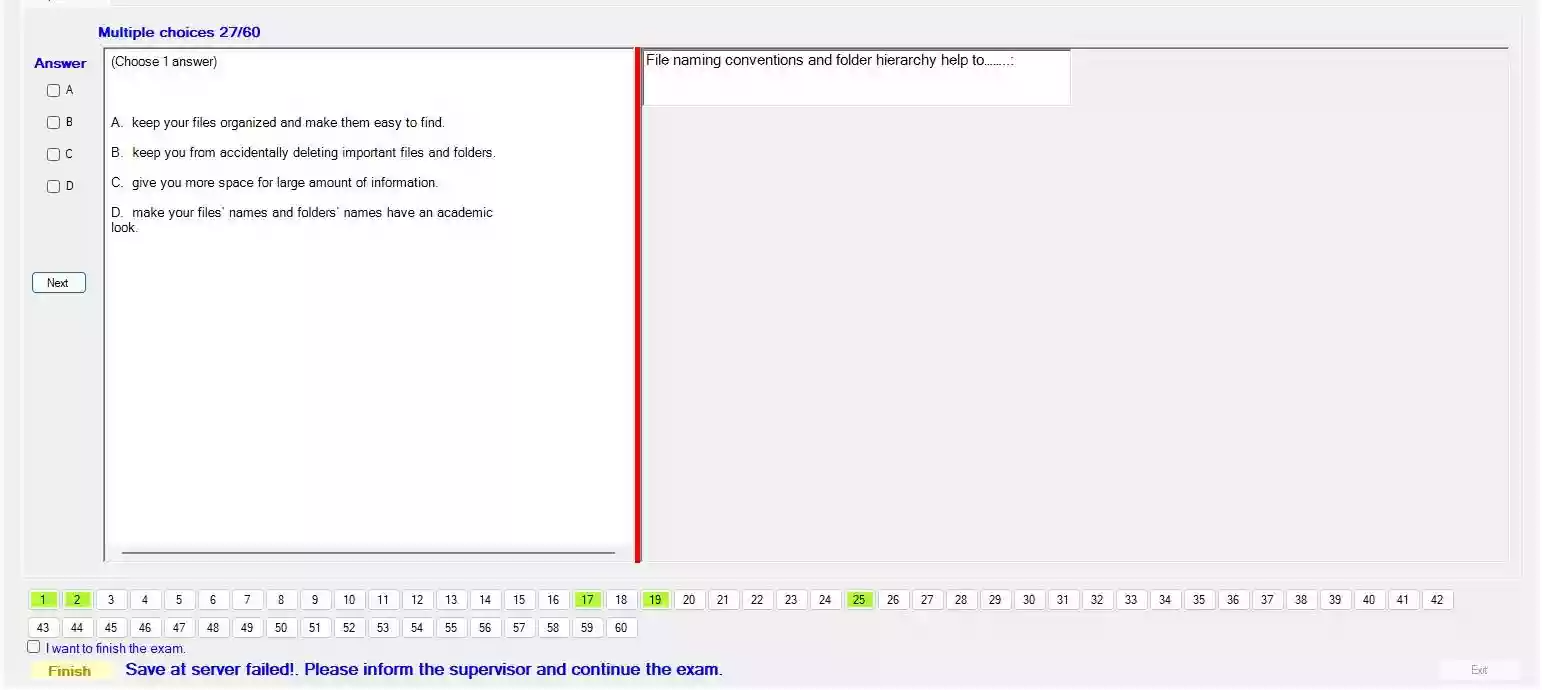 Multiple choices 27/60
Answer
A
B
C
D
Next
(Choose 1 answer)
A. keep your files organized and make them easy to find.
B. keep you from accidentally deleting important files and folders.
C. give you more space for large amount of information.
D. make your files' names and folders' names have an academic
look.
File naming conventions and folder hierarchy help to........:
1 2 3 4 5 6 7 8 9 10 11 12 13 14 15 16 17 18 19 20 21 22 23 24 25 26 27 28 29 30 31 32 33 34 35 36 37 38 39 40 41 42
43 44 45 46 47 48 49 50 51 52 53 54 55 56 57 58 59 60
I want to finish the exam.
Finish Save at server failed!. Please inform the supervisor and continue the exam. Exit